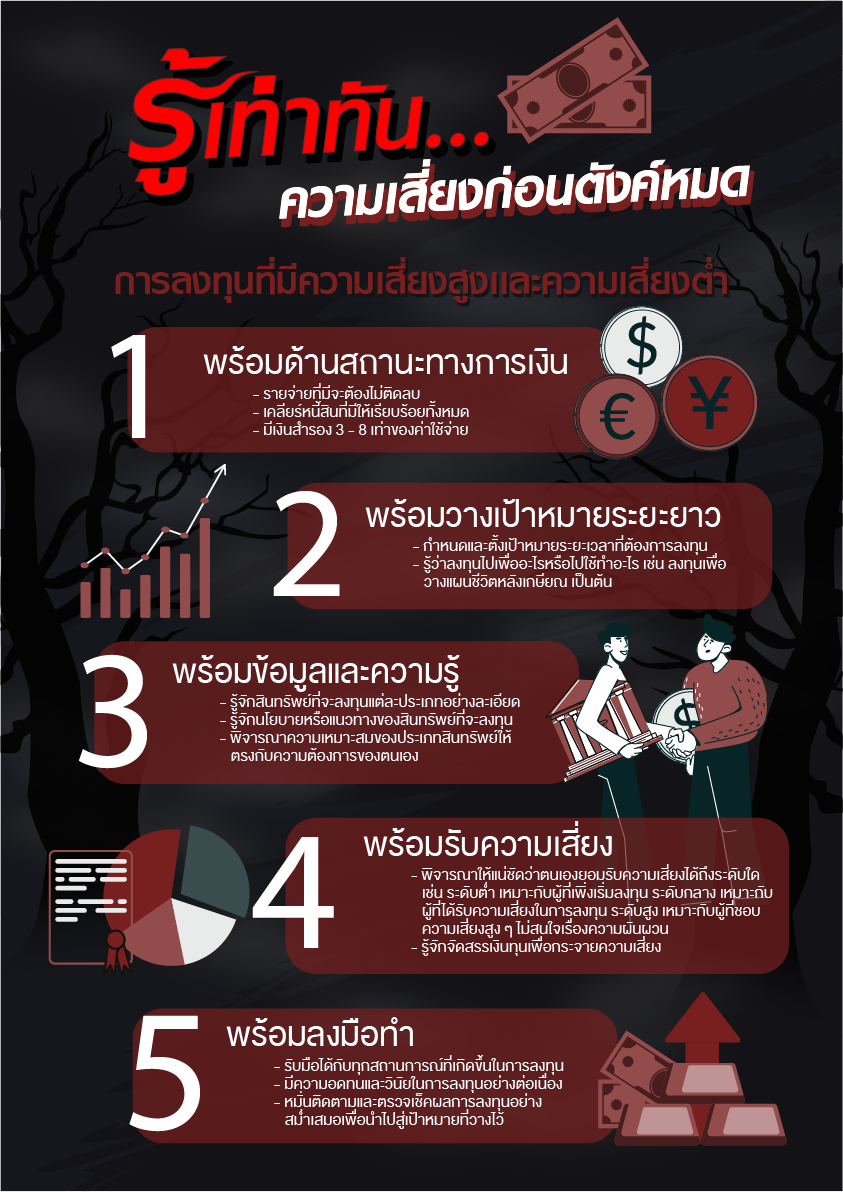 รู้เท่าทัน...
ความเสี่ยงก่อนตังค์หมด
การลงทุนที่มีความเสี่ยงสูงและความเสี่ยงต่ำ
1
พร้อมด้านสถานะทางการเงิน
- รายจ่ายที่มีจะต้องไม่ติดลบ
- เคลียร์หนี้สินที่มีให้เรียบร้อยทั้งหมด
- มีเงินสำรอง 3 - 8 เท่าของค่าใช้จ่าย
$
€
¥
2
พร้อมวางเป้าหมายระยะยาว
- กำหนดและตั้งเป้าหมายระยะเวลาที่ต้องการลงทุน
- รู้ว่าลงทุนไปเพื่ออะไรหรือไปใช้ทำอะไร เช่น ลงทุนเพื่อ
วางแผนชีวิตหลังเกษียณ เป็นต้น
3
พร้อมข้อมูลและความรู้
- รู้จักสินทรัพย์ที่จะลงทุนแต่ละประเภทอย่างละเอียด
- รู้จักนโยบายหรือแนวทางของสินทรัพย์ที่จะลงทุน
- พิจารณาความเหมาะสมของประเภทสินทรัพย์ให้
ตรงกับความต้องการของตนเอง
$
4
พร้อมรับความเสี่ยง
- พิจารณาให้แน่ชัดว่าตนเองยอมรับความเสี่ยงได้ถึงระดับใด
เช่น ระดับต่ำ เหมาะกับผู้ที่เพิ่งเริ่มลงทุน ระดับกลาง เหมาะกับ
ผู้ที่ได้รับความเสี่ยงในการลงทุน ระดับสูง เหมาะกับผู้ที่ชอบ
ความเสี่ยงสูง ๆ ไม่สนใจเรื่องความผันผวน
- รู้จักจัดสรรเงินทุนเพื่อกระจายความเสี่ยง
5
พร้อมลงมือทำ
- รับมือได้กับทุกสถานการณ์ที่เกิดขึ้นในการลงทุน
- มีความอดทนและวินัยในการลงทุนอย่างต่อเนื่อง
- หมั่นติดตามและตรวจเช็คผลการลงทุนอย่าง
สม่ำเสมอเพื่อนำไปสู่เป้าหมายที่วางไว้